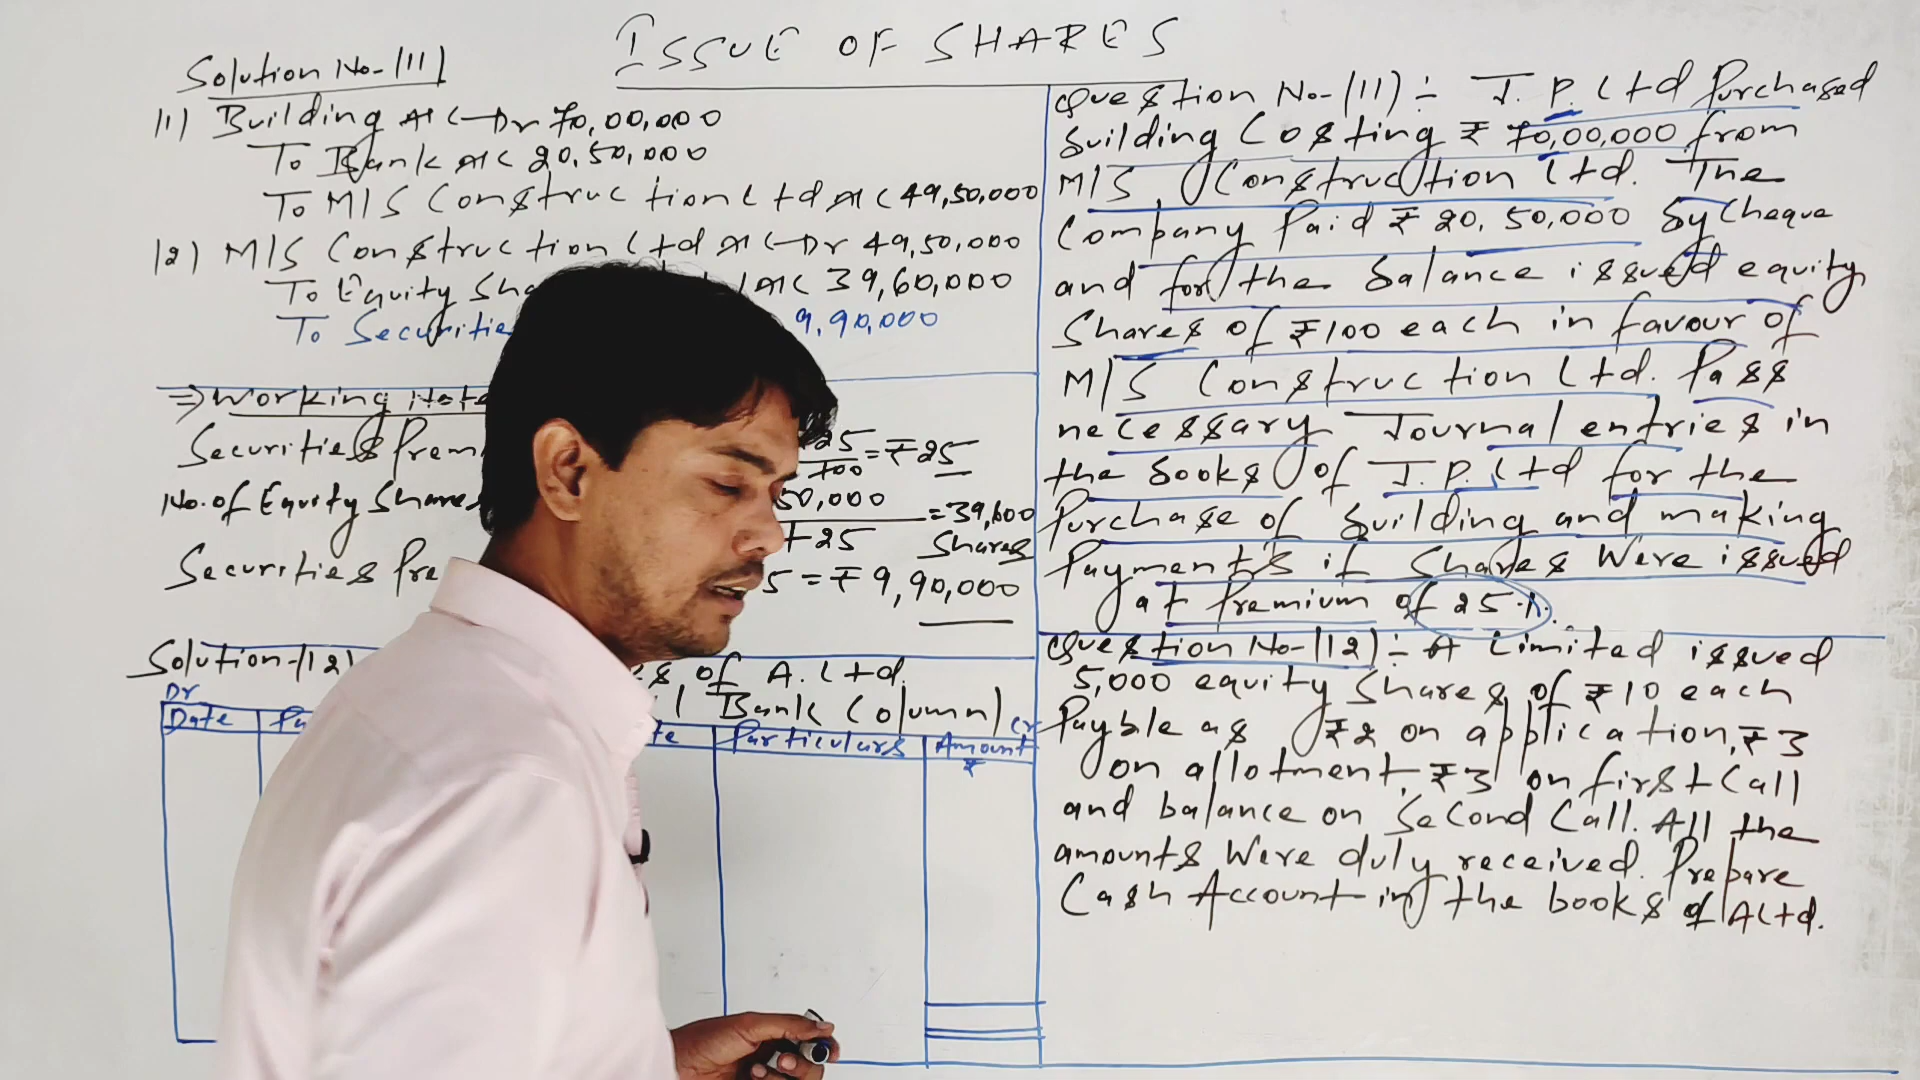 ISSUE OF SHARES
Solution No-(11)
(1) Building A/C-Dr 70,00,000
To Bank A/C 20,50,000
To M/S Construction Ltd A/C 49,50,000
(2) M/S Construction Ltd A/C-Dr 49,50,000
To Equity Sha A/C 39,60,000
To Securitie 9,90,000
⇒ Working Note
Securities Prem 25/100 = ₹25
No. of Equity Shares 50,000 / +25 = 39,600 Shares
Securities Pre 5 = ₹9,90,000
Solution-(12) of A. Ltd.
Bank Column)
Dr Cr
Date Pa te Particulars Amount ₹
Question No-(11):- J.P. Ltd Purchased
building Costing ₹70,00,000 from
M/S Construction Ltd. The
Company Paid ₹20,50,000 by Cheque
and for the balance issued equity
Shares of ₹100 each in favour of
M/S Construction Ltd. Pass
necessary Journal entries in
the books of J.P. Ltd for the
Purchase of building and making
Payments if Shares Were issued
at Premium of 25%.
Question No-(12):- A Limited issued
5,000 equity Shares of ₹10 each
Payble as ₹2 on application, ₹3
on allotment, ₹3 on first Call
and balance on Second Call. All the
amounts Were duly received. Prepare
Cash Account in the books of A Ltd.